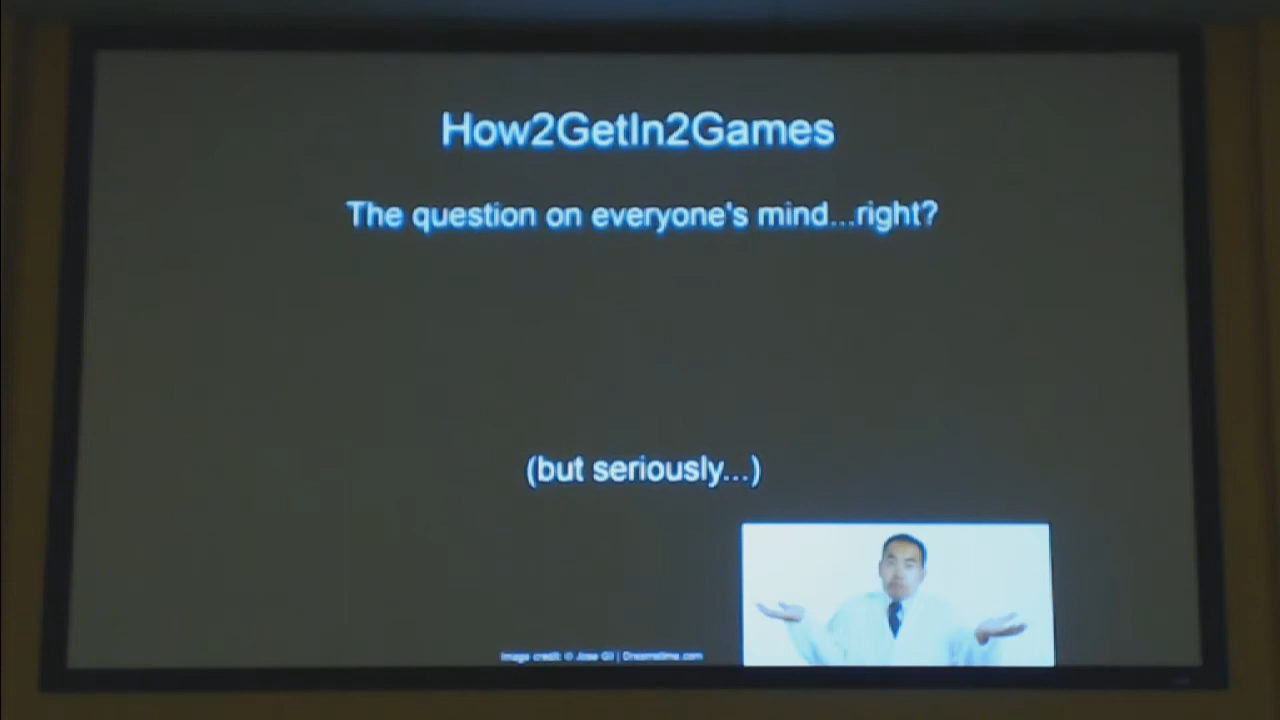 How2GetIn2Games
The question on everyone's mind...right?
(but seriously...)
Image credit: © Jose Gil | Dreamstime.com